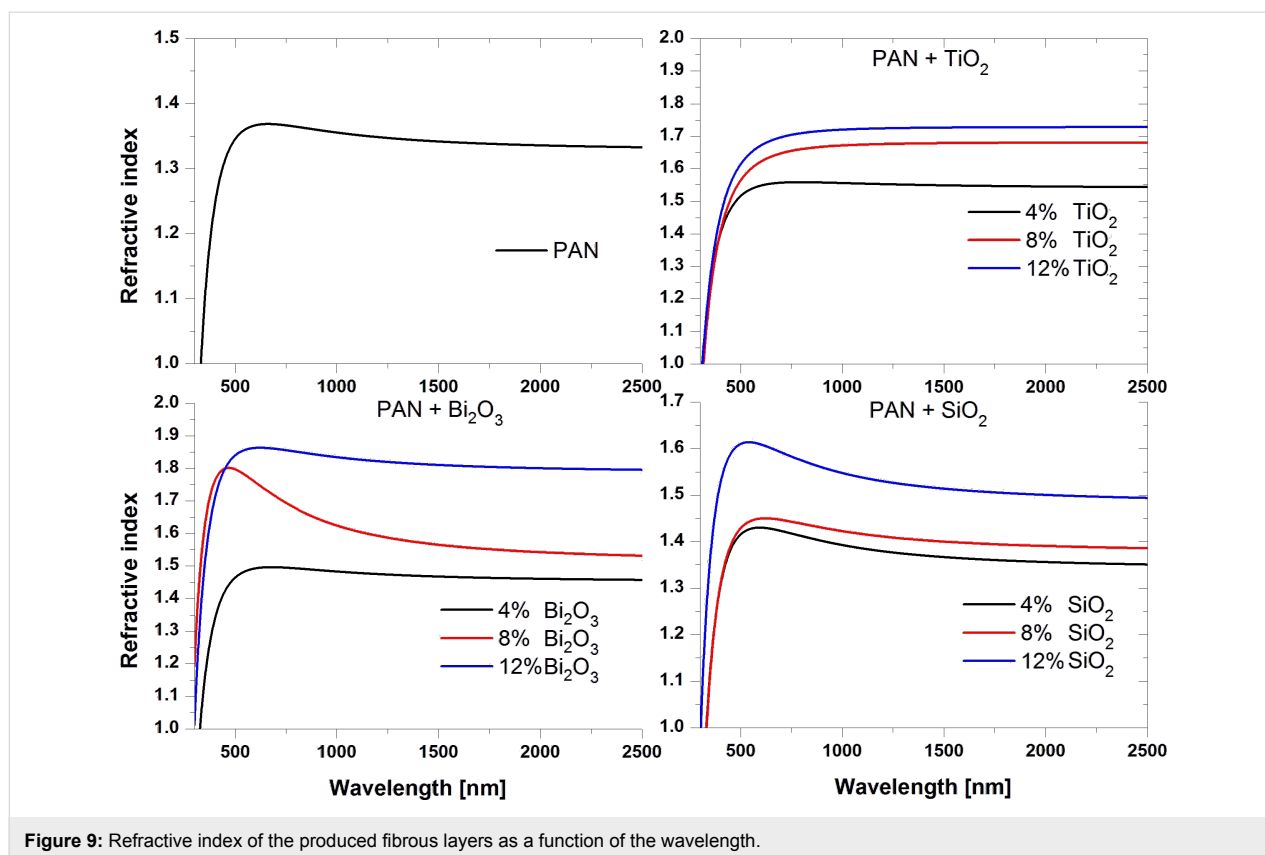 Refractive index
1.5
1.4
1.3
1.2
1.1
1.0
PAN
500 1000 1500 2000 2500
PAN + TiO₂
2.0
1.9
1.8
1.7
1.6
1.5
1.4
1.3
1.2
1.1
1.0
4% TiO₂
8% TiO₂
12% TiO₂
500 1000 1500 2000 2500
PAN + Bi₂O₃
Refractive index
2.0
1.9
1.8
1.7
1.6
1.5
1.4
1.3
1.2
1.1
1.0
4% Bi₂O₃
8% Bi₂O₃
12% Bi₂O₃
500 1000 1500 2000 2500
Wavelength [nm]
PAN + SiO₂
1.7
1.6
1.5
1.4
1.3
1.2
1.1
1.0
4% SiO₂
8% SiO₂
12% SiO₂
500 1000 1500 2000 2500
Wavelength [nm]
Figure 9: Refractive index of the produced fibrous layers as a function of the wavelength.